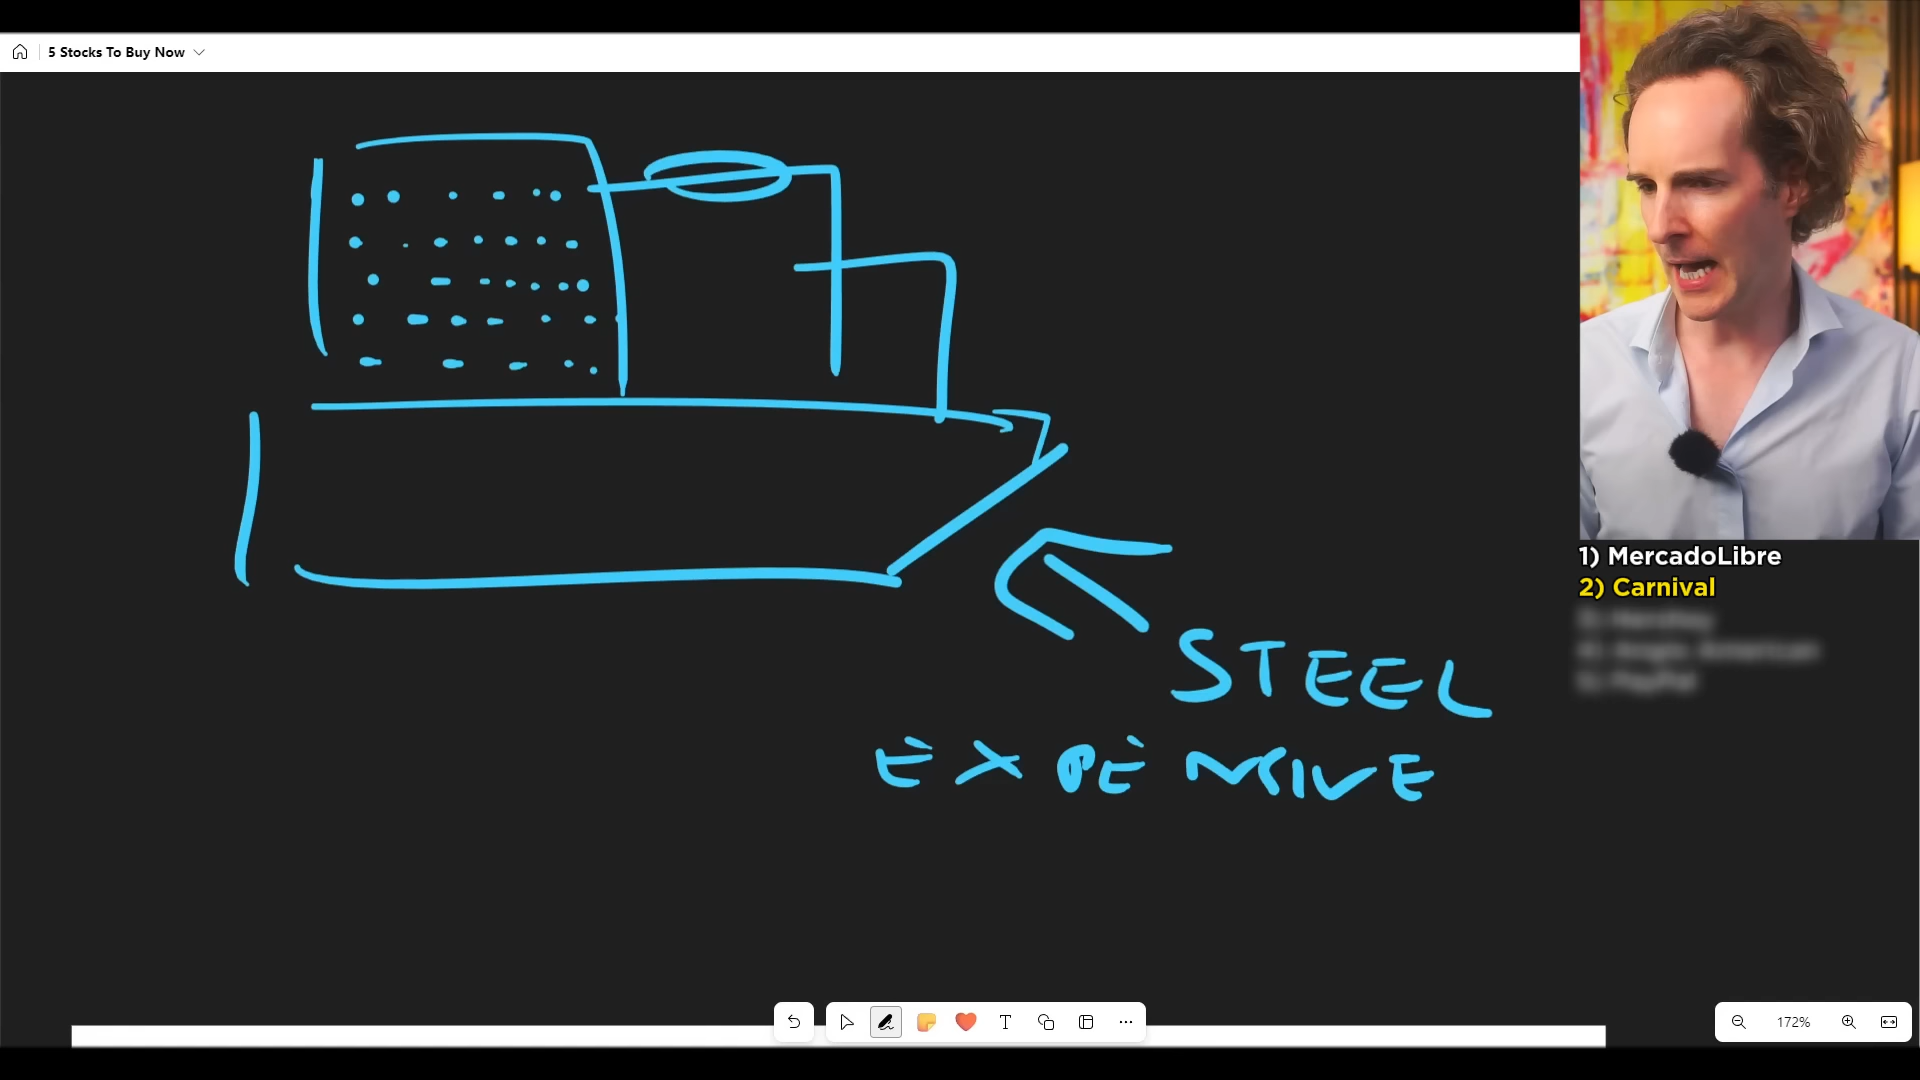 5 Stocks To Buy Now
1) MercadoLibre
2) Carnival
STEEL
EXPENSIVE
T
172%